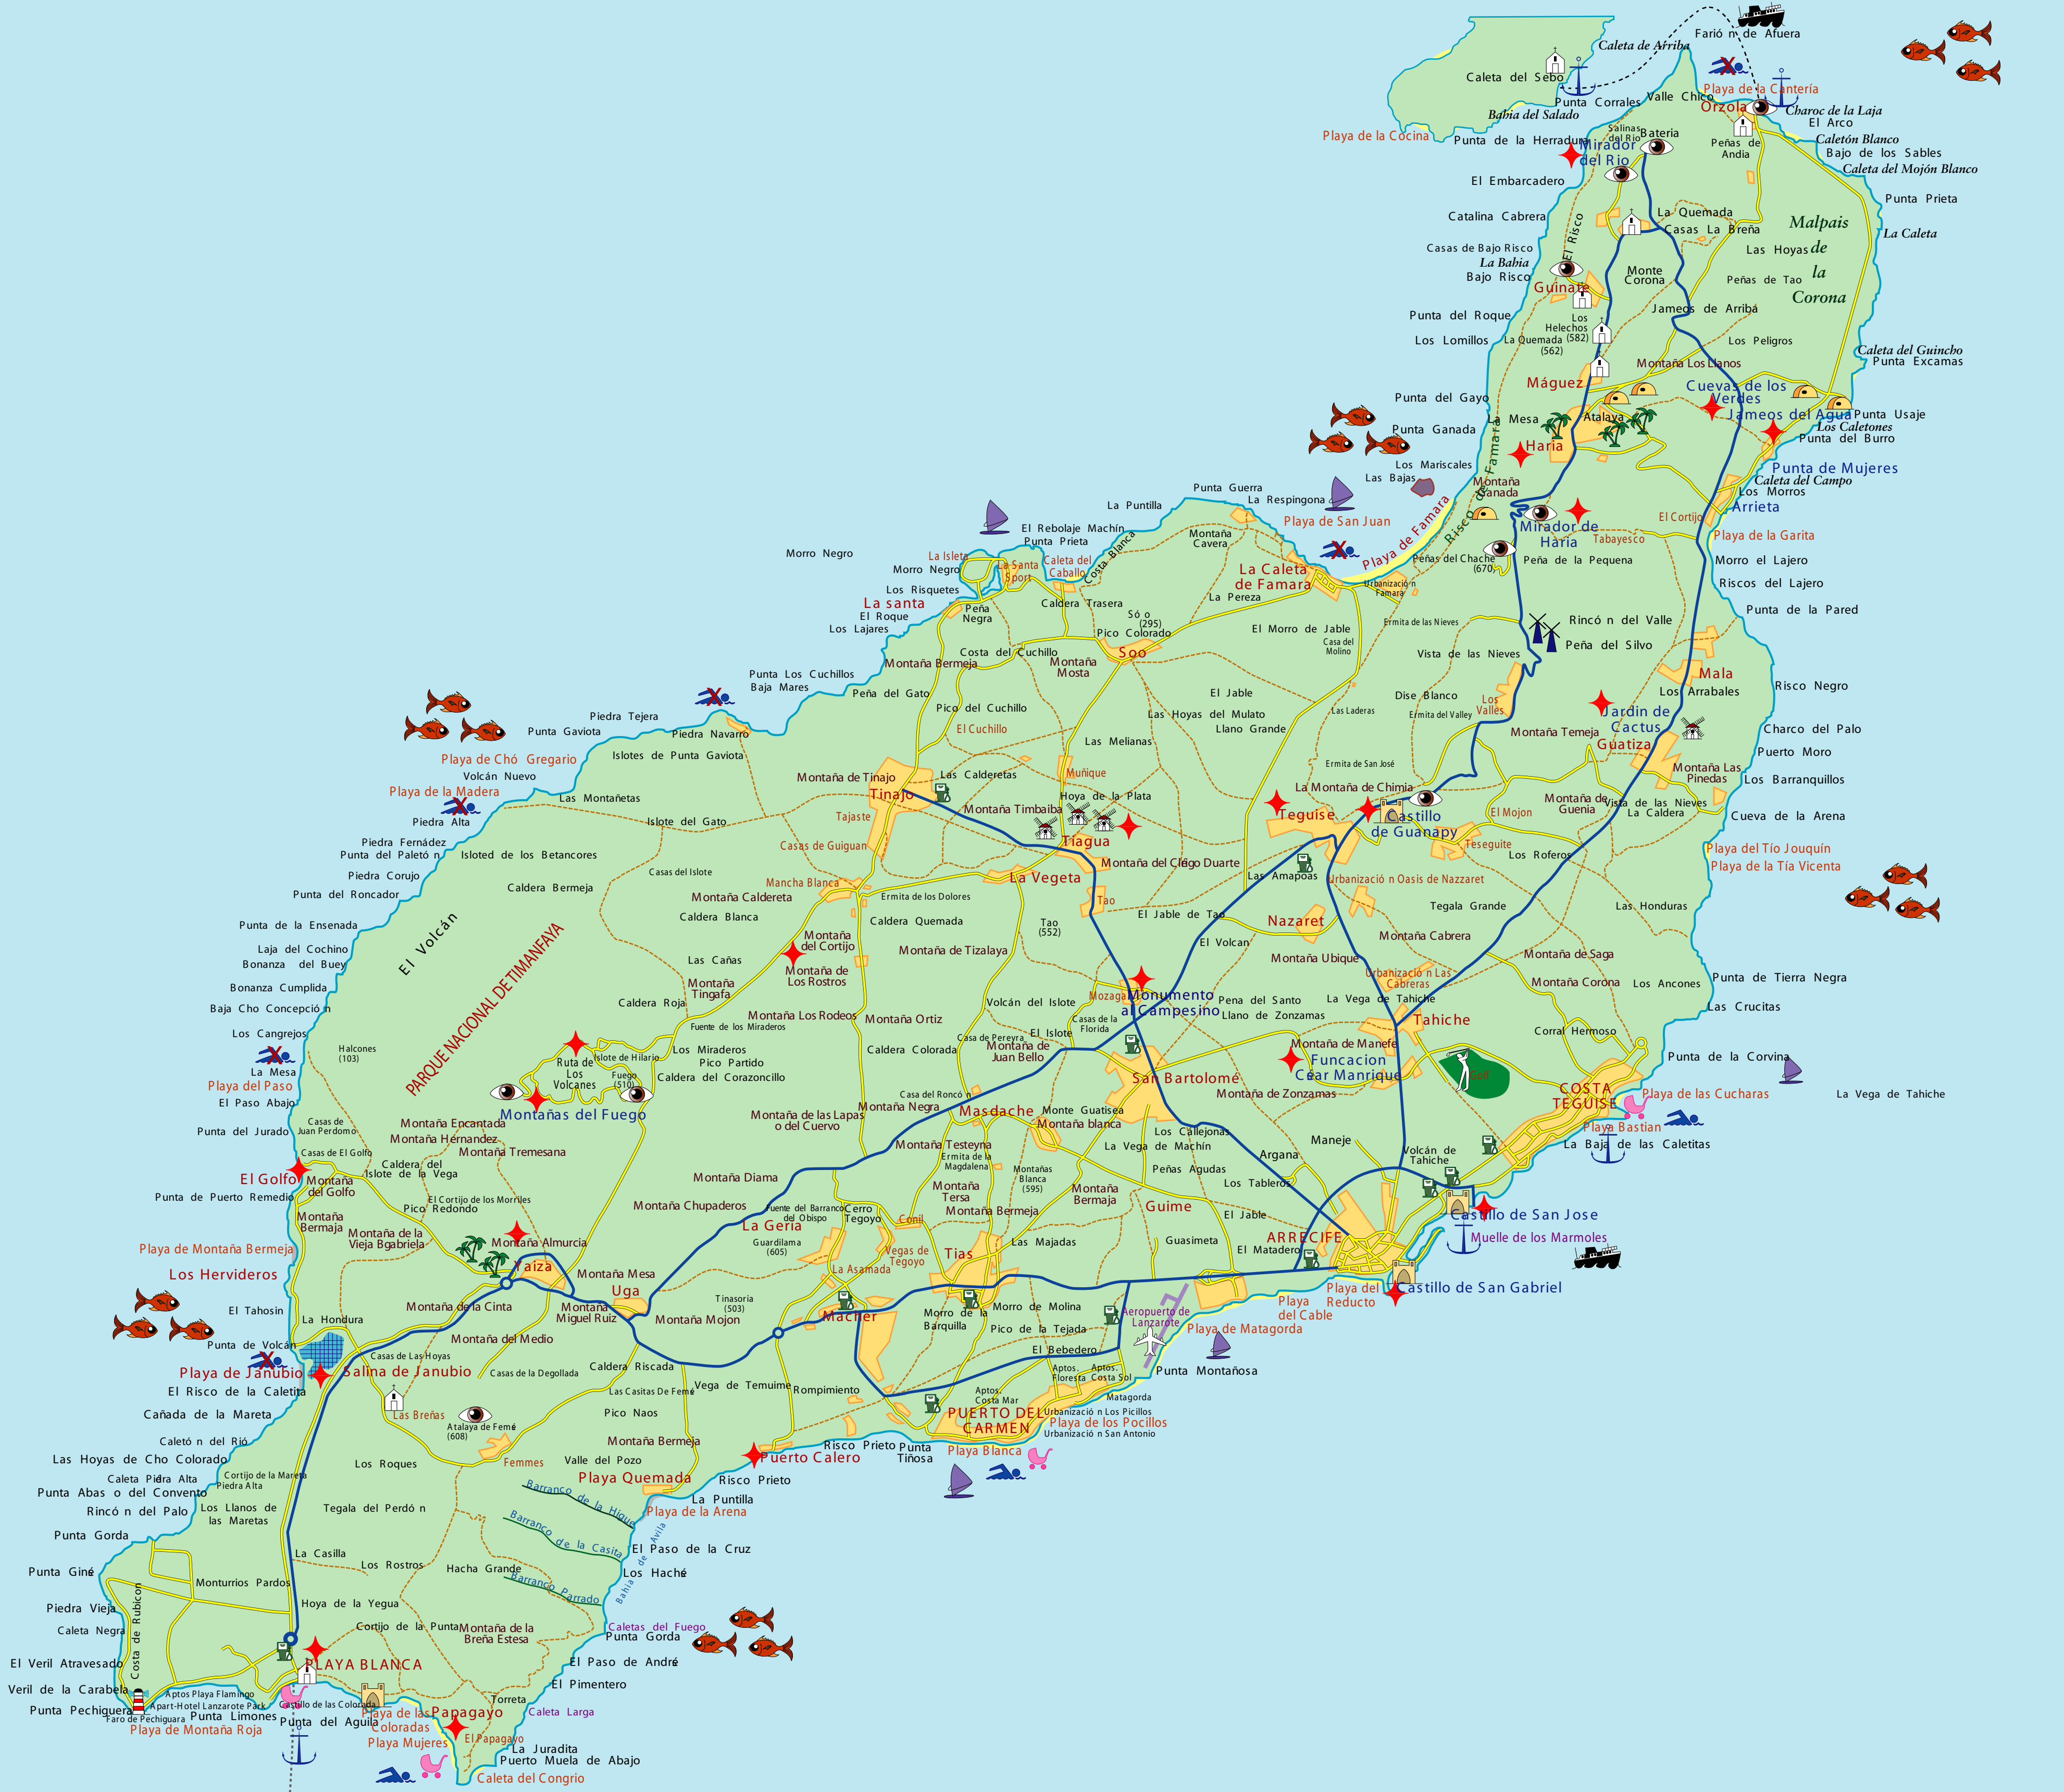 Farió n de Afuera
Caleta de Arriba
Caleta del Sebo
Valle Chico
Playa de la Cantería
Punta Corrales
Orzola
Charoc de la Laja
Bahia del Salado
El Arco
Playa de la Cocina
Punta de la Herradura
Salinas
del Rio
Bateria
Peñas de
Andia
Caletón Blanco
Bajo de los Sables
Mirador
del Rio
Caleta del Mojón Blanco
El Embarcadero
Punta Prieta
Catalina Cabrera
La Quemada
Casas La Breña
Malpais
de
la
Corona
La Caleta
El Risco
Casas de Bajo Risco
La Bahia
Bajo Risco
Las Hoyas
Monte
Corona
Peñas de Tao
Guinate
Punta del Roque
Los
Helechos
(582)
Jameos de Arriba
Los Lomillos
La Quemada
(562)
Los Peligros
Caleta del Guincho
Punta Excamas
Montaña Los Llanos
Máguez
Cuevas de los
Verdes
Punta del Gayo
La Mesa
Atalaya
Jameos del Agua
Punta Usaje
Los Caletones
Punta Ganada
Punta del Burro
Haria
Los Mariscales
Las Bajas
Punta de Mujeres
Caleta del Campo
Montaña
Ganada
Los Morros
Arrieta
Punta Guerra
La Respingona
La Puntilla
Playa de San Juan
Playa de Famara
Risco de Famara
El Cortijo
Mirador de
Haria
Tabayesco
Playa de la Garita
El Rebolaje Machín
Punta Prieta
Costa Blanca
Montaña
Cavera
Peñas del Chache
(670)
Peña de la Pequena
Morro el Lajero
Morro Negro
La Isleta
Morro Negro
La Santa
Sport
Caleta del
Caballo
La Caleta
de Famara
Urbanizació n
Famara
Riscos del Lajero
Los Risquetes
La santa
Peña
Negra
Caldera Trasera
La Pereza
Punta de la Pared
El Roque
Los Lajares
Só o
(295)
Pico Colorado
El Morro de Jable
Ermita de las Nieves
Rincó n del Valle
Casa del
Molino
Peña del Silvo
Costa del Cuchillo
Soo
Vista de las Nieves
Montaña Bermeja
Montaña
Mosta
Mala
Punta Los Cuchillos
Baja Mares
Peña del Gato
El Jable
Dise Blanco
Los
Valles
Los Arrabales
Risco Negro
Piedra Tejera
Pico del Cuchillo
Las Hoyas del Mulato
Las Laderas
Ermita del Valley
Jardin de
Cactus
Punta Gaviota
Piedra Navarro
El Cuchillo
Llano Grande
Montaña Temeja
Charco del Palo
Las Melianas
Guatiza
Puerto Moro
Playa de Chó Gregario
Islotes de Punta Gaviota
Ermita de San José
Volcán Nuevo
Montaña de Tinajo
Las Calderetas
Muñique
Montaña Las
Pinedas
Los Barranquillos
Playa de la Madera
Las Montañetas
Tinajo
Hoya de la Plata
La Montaña de Chimia
Montaña de
Guenia
Vista de las Nieves
La Caldera
Montaña Timbaiba
Teguise
Castillo
de Guanapy
El Mojon
Cueva de la Arena
Piedra Alta
Islote del Gato
Tajaste
Tiagua
Teseguite
Piedra Fernádez
Casas de Guiguan
Playa del Tío Jouquín
Punta del Paletó n
Isloted de los Betancores
Los Roferos
Playa de la Tía Vicenta
Piedra Corujo
Casas del Islote
Mancha Blanca
La Vegeta
Las Amapoas
Urbanizació n Oasis de Nazzaret
Caldera Bermeja
Punta del Roncador
Montaña Caldereta
Ermita de los Dolores
Tao
Tegala Grande
Las Honduras
Caldera Blanca
Caldera Quemada
Tao
(552)
El Jable de Tao
Nazaret
Punta de la Ensenada
El Volcán
PARQUE NACIONAL DE TIMANFAYA
Montaña
del Cortijo
Montaña de Tizalaya
El Volcan
Montaña Cabrera
Laja del Cochino
Bonanza del Buey
Las Cañas
Montaña de
Los Rostros
Montaña Ubique
Montaña de Saga
Urbanizació n Las
Cabreras
Punta de Tierra Negra
Bonanza Cumplida
Montaña
Tingafa
Montaña Corona
Los Ancones
Baja Cho Concepció n
Caldera Roja
Volcán del Islote
Mozaga
Monumento
al Campesino
Pena del Santo
La Vega de Tahiche
Las Crucitas
Montaña Los Rodeos
Montaña Ortiz
Llano de Zonzamas
Tahiche
Los Cangrejos
Fuente de los Miraderos
Casas de la
Florida
El Islote
Corral Hermoso
Casa de Pereyra
Halcones
(103)
Los Miraderos
Caldera Colorada
Montaña de
Juan Bello
Montaña de Manefe
Punta de la Corvina
Islote de Hilario
Ruta de
Los
Volcanes
Pico Partido
Funcacion
Céar Manrique
La Mesa
Playa del Paso
Fuego
(510)
Caldera del Corazoncillo
San Bartolomé
Golf
COSTA
TEGUISE
Playa de las Cucharas
La Vega de Tahiche
El Paso Abajo
Montañas del Fuego
Casa del Roncó n
Montaña Negra
Masdache
Monte Guatisea
Montaña blanca
Montaña de Zonzamas
Casas de
Juan Perdomo
Montaña Encantada
Montaña de las Lapas
o del Cuervo
Playa Bastian
Punta del Jurado
Montaña Hernandez
Los Callejonas
Maneje
La Baja de las Caletitas
Casas de El Golfo
Montaña Tremesana
Montaña Testeyna
La Vega de Machín
Argana
Volcán de
Tahiche
El Golfo
Montaña
del Golfo
Caldera del
Islote de la Vega
Ermita de la
Magdalena
Montañas
Blanca
(595)
Peñas Agudas
Montaña Diama
Los Tableros
Punta de Puerto Remedio
El Cortijo de los Morriles
Pico Redondo
Montaña
Tersa
Montaña
Bermaja
Montaña Chupaderos
Fuente del Barranco
del Obispo
Cerro
Tegoyo
Conil
Montaña Bermeja
Guime
El Jable
Castillo de San Jose
Montaña
Bermaja
Montaña de la
Vieja Bgabriela
Montaña Almurcia
La Geria
Guardilama
(605)
Vegas de
Tegoyo
Tias
Las Majadas
Guasimeta
ARRECIFE
Muelle de los Marmoles
Playa de Montaña Bermeja
El Matadero
Los Hervideros
Yaiza
Montaña Mesa
La Asamada
Uga
Playa del
Reducto
Castillo de San Gabriel
El Tahosin
Montaña de la Cinta
Montaña
Miguel Ruiz
Tinasoria
(503)
Morro de la
Barquilla
Morro de Molina
Aeropuerto de
Lanzarote
Playa
del Cable
La Hondura
Montaña Mojon
Macher
Pico de la Tejada
Playa de Matagorda
Punta de Volcán
Montaña del Medio
El Bebedero
Casas de Las Hoyas
Playa de Janubio
Salina de Janubio
Casas de la Degollada
Caldera Riscada
Aptos.
Floresta
Aptos.
Costa Sol
Punta Montañosa
El Risco de la Caletita
Las Casitas De Femé
Vega de Temuime
Rompimiento
Aptos.
Costa Mar
Matagorda
Cañada de la Mareta
Las Breñas
Atalaya de Femé
(608)
Pico Naos
PUERTO DEL
CARMEN
Urbanizació n Los Picillos
Playa de los Pocillos
Urbanizació n San Antonio
Caletó n del Rió
Montaña Bermeja
Risco Prieto
Punta
Tiñosa
Playa Blanca
Las Hoyas de Cho Colorado
Los Roques
Femmes
Valle del Pozo
Puerto Calero
Caleta Piedra Alta
Cortijo de la Mareta
Piedra Alta
Playa Quemada
Risco Prieto
Punta Abas o del Convento
Barranco de la Higue
La Puntilla
Rincó n del Palo
Los Llanos de
las Maretas
Tegala del Perdó n
Playa de la Arena
Barranco de la Casita
Bahia de Avila
Punta Gorda
La Casilla
El Paso de la Cruz
Los Rostros
Hacha Grande
Los Haché
Punta Giné
Monturrios Pardos
Barranco Parrado
Piedra Vieja
Costa de Rubicon
Hoya de la Yegua
Caleta Negra
Cortijo de la Punta
Montaña de la
Breña Estesa
Caletas del Fuego
Punta Gorda
El Veril Atravesado
PLAYA BLANCA
El Paso de André
Veril de la Carabela
Aptos Playa Flamingo
El Pimentero
Punta Pechiguera
Apart-Hotel Lanzarote Park
Castillo de las Coloradas
Torreta
Faro de Pechiguara
Punta Limones
Punta del Aguila
Playa de las
Coloradas
Papagayo
Caleta Larga
Playa de Montaña Roja
Playa Mujeres
El Papagayo
La Juradita
Puerto Muela de Abajo
Caleta del Congrio